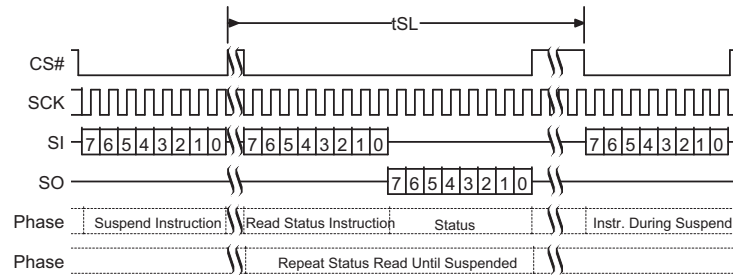 tSL
CS#
SCK
SI 7 6 5 4 3 2 1 0 7 6 5 4 3 2 1 0 7 6 5 4 3 2 1 0
SO 7 6 5 4 3 2 1 0
Phase Suspend Instruction Read Status Instruction Status Instr. During Suspend
Phase Repeat Status Read Until Suspended